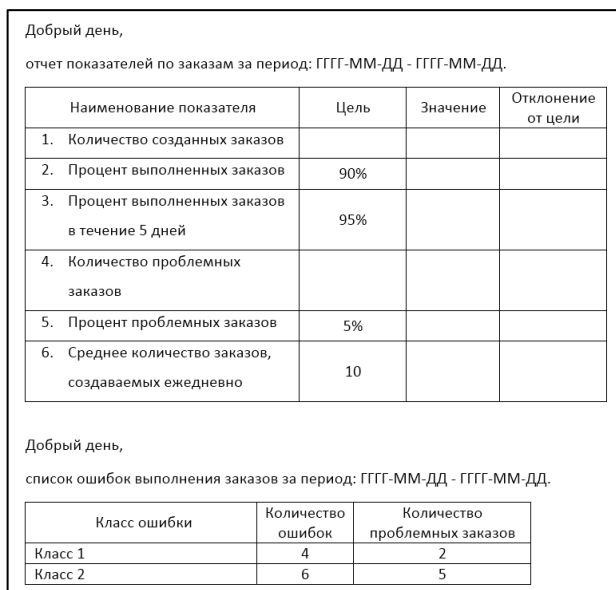 Добрый день,
отчет показателей по заказам за период: ГГГГ-ММ-ДД - ГГГГ-ММ-ДД.
Наименование показателя Цель Значение Отклонение
от цели
1. Количество созданных заказов
2. Процент выполненных заказов 90%
3. Процент выполненных заказов
в течение 5 дней 95%
4. Количество проблемных
заказов
5. Процент проблемных заказов 5%
6. Среднее количество заказов,
создаваемых ежедневно 10
Добрый день,
список ошибок выполнения заказов за период: ГГГГ-ММ-ДД - ГГГГ-ММ-ДД.
Класс ошибки Количество
ошибок Количество
проблемных заказов
Класс 1 4 2
Класс 2 6 5